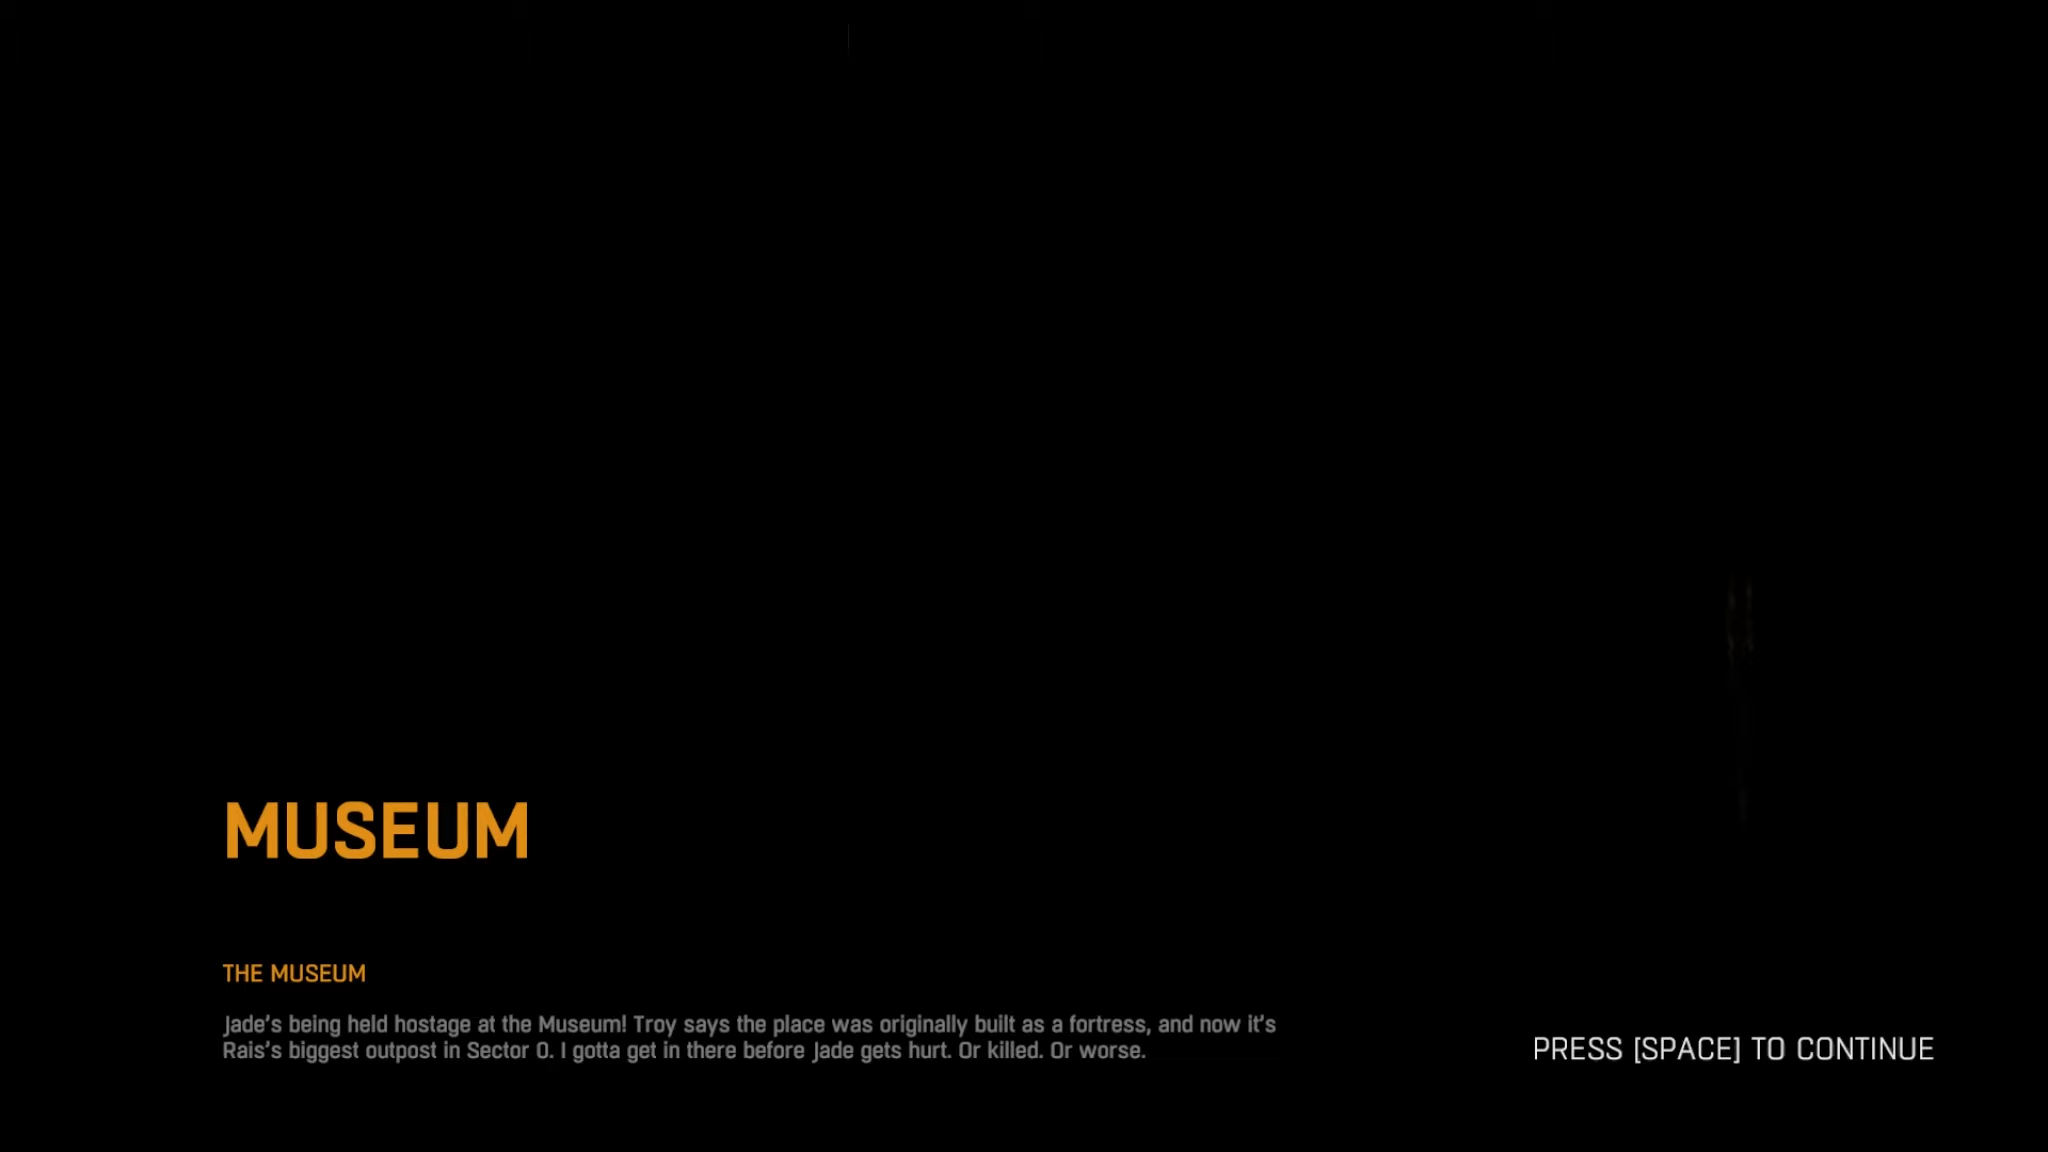 MUSEUM
THE MUSEUM
Jade's being held hostage at the Museum! Troy says the place was originally built as a fortress, and now it's
Rais's biggest outpost in Sector 0. I gotta get in there before Jade gets hurt. Or killed. Or worse.
PRESS [SPACE] TO CONTINUE